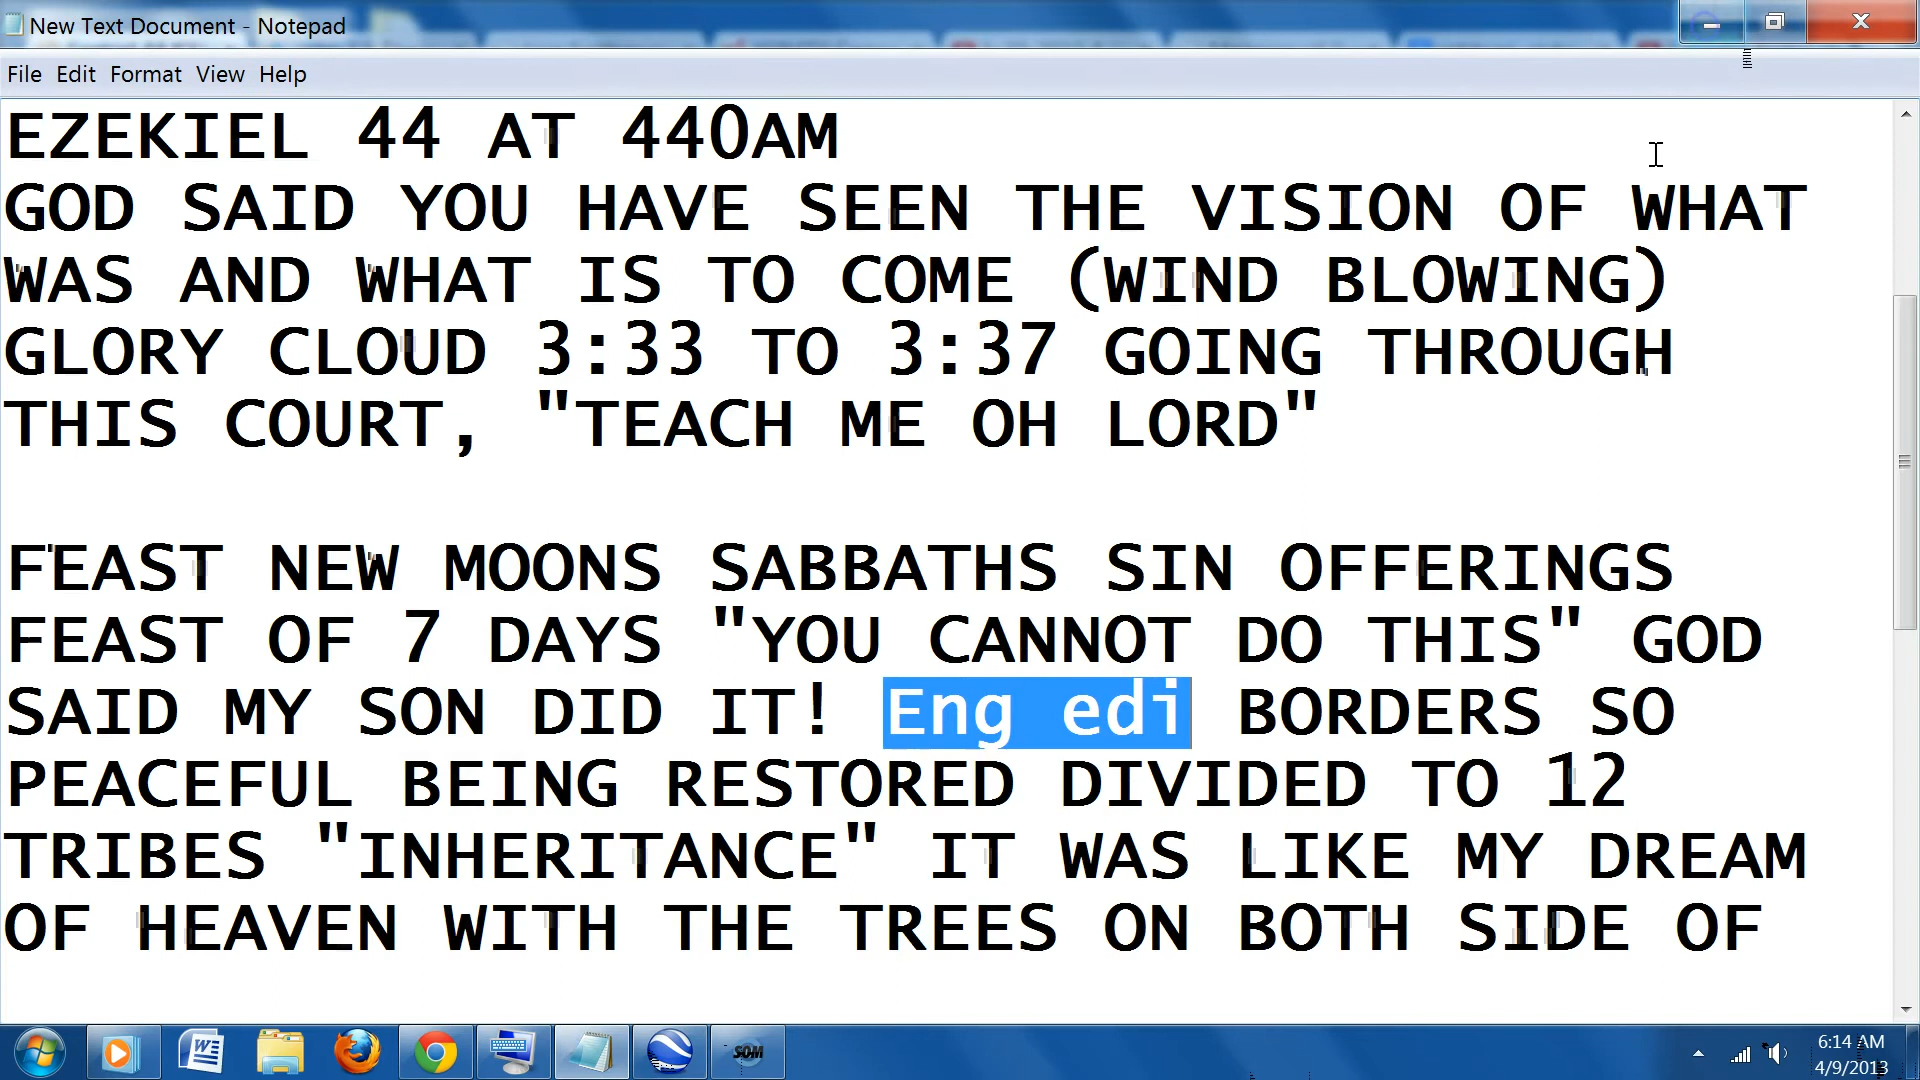 New Text Document - Notepad
File Edit Format View Help
EZEKIEL 44 AT 440AM
GOD SAID YOU HAVE SEEN THE VISION OF WHAT
WAS AND WHAT IS TO COME (WIND BLOWING)
GLORY CLOUD 3:33 TO 3:37 GOING THROUGH
THIS COURT, "TEACH ME OH LORD"
FEAST NEW MOONS SABBATHS SIN OFFERINGS
FEAST OF 7 DAYS "YOU CANNOT DO THIS" GOD
SAID MY SON DID IT! Eng edi BORDERS SO
PEACEFUL BEING RESTORED DIVIDED TO 12
TRIBES "INHERITANCE" IT WAS LIKE MY DREAM
OF HEAVEN WITH THE TREES ON BOTH SIDE OF
SOM
6:14 AM
4/9/2013